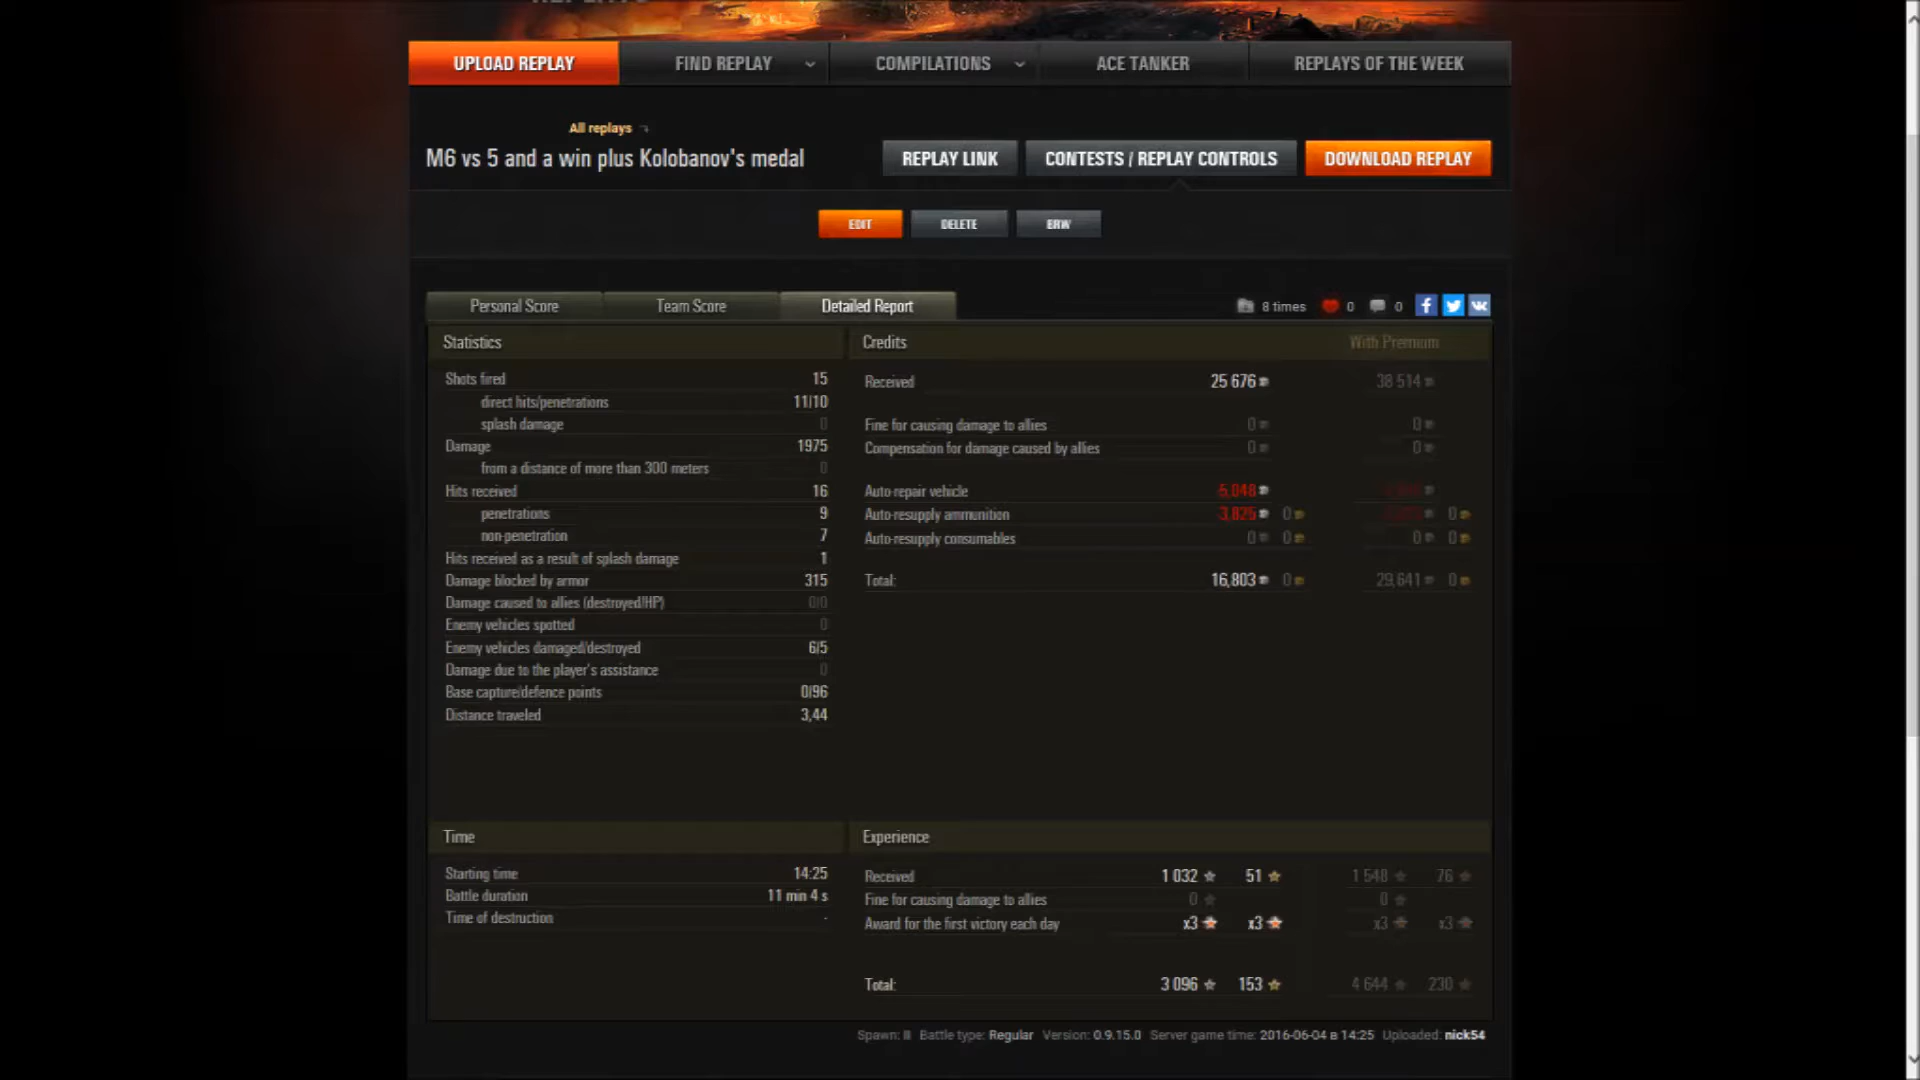 UPLOAD REPLAY FIND REPLAY COMPILATIONS ACE TANKER REPLAYS OF THE WEEK
All replays
M6 vs 5 and a win plus Kolobanov's medal REPLAY LINK CONTESTS / REPLAY CONTROLS DOWNLOAD REPLAY
EDIT DELETE BRW
Personal Score Team Score Detailed Report 8 times 0 0
Statistics
Shots fired 15
direct hits/penetrations 11/10
splash damage 0
Damage 1975
from a distance of more than 300 meters 0
Hits received 16
penetrations 9
non-penetration 7
Hits received as a result of splash damage 1
Damage blocked by armor 315
Damage caused to allies (destroyed/HP) 0/0
Enemy vehicles spotted 0
Enemy vehicles damaged/destroyed 6/5
Damage due to the player's assistance 0
Base capture/defence points 0/96
Distance traveled 3,44
Credits With Premium
Received 25 676 38 514
Fine for causing damage to allies 0 0
Compensation for damage caused by allies 0 0
Auto-repair vehicle -5,048
Auto-resupply ammunition -3,825 0 0
Auto-resupply consumables 0 0 0 0
Total: 16,803 0 29,641 0
Time
Starting time 14:25
Battle duration 11 min 4 s
Time of destruction -
Experience
Received 1 032 51 1 548 76
Fine for causing damage to allies 0 0
Award for the first victory each day x3 x3 x3 x3
Total: 3 096 153 4 644 230
Spawn: II Battle type: Regular Version: 0.9.15.0 Server game time: 2016-06-04 в 14:25 Uploaded: nick54